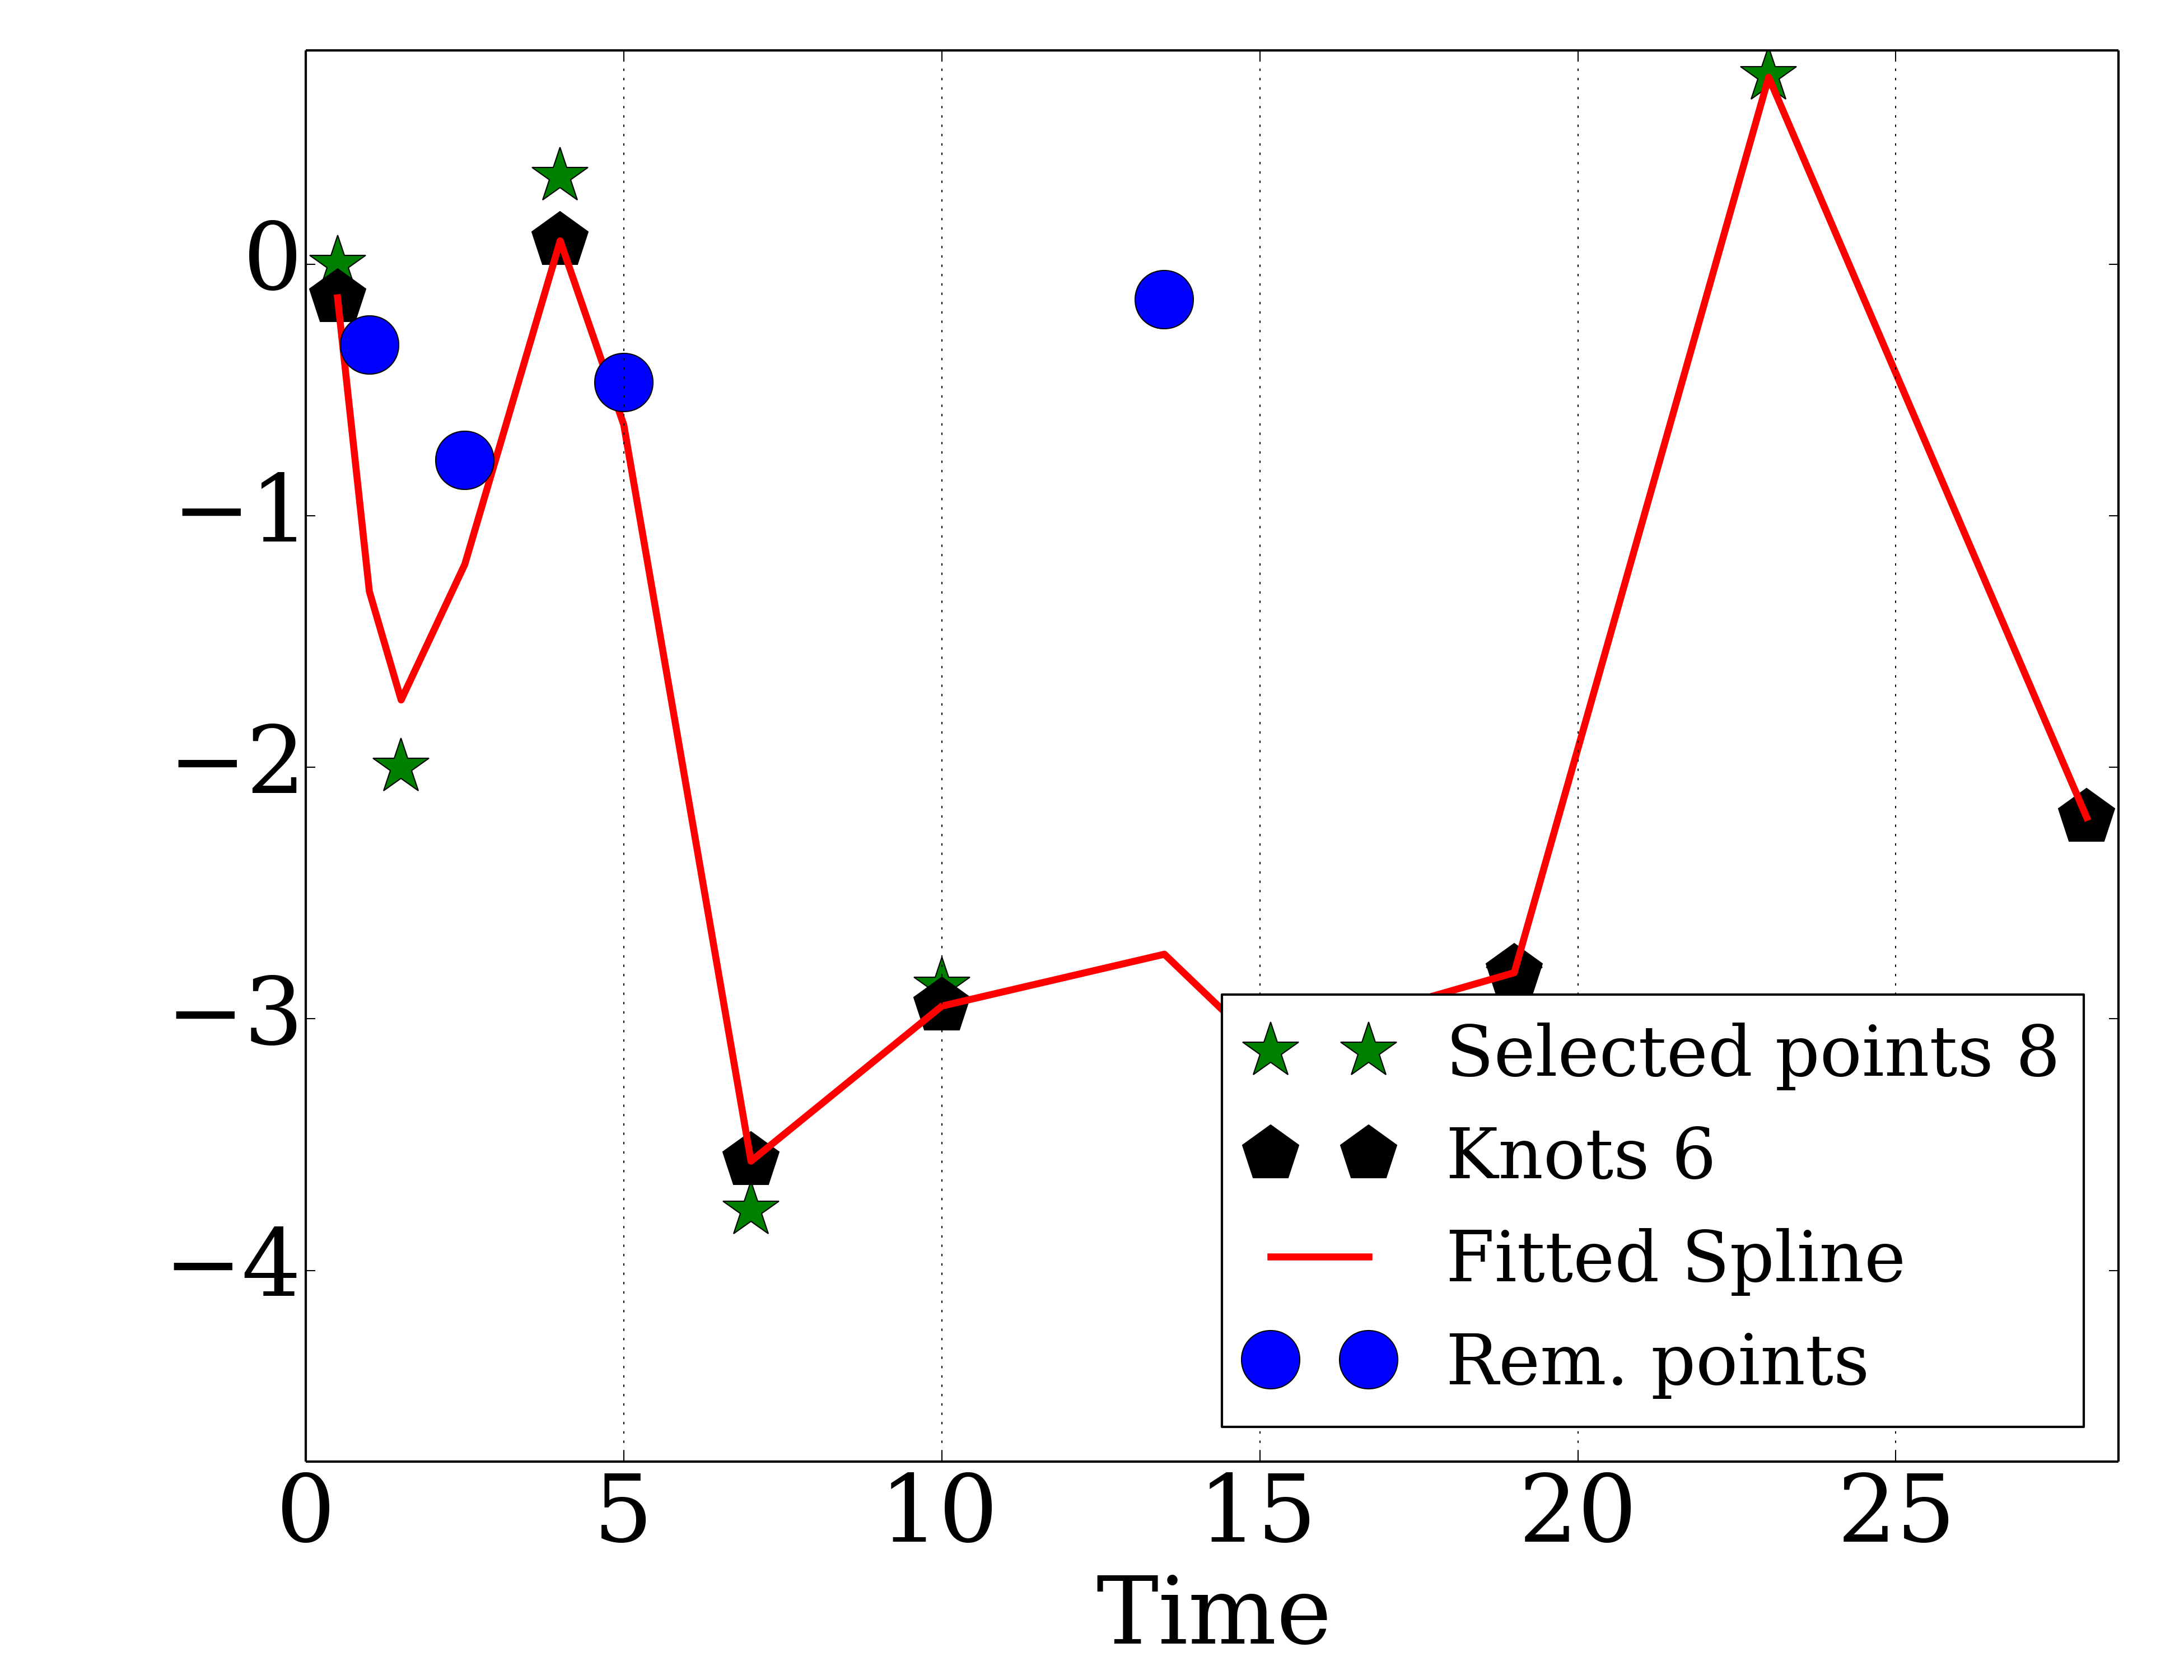 0
−1
−2
−3
−4
0 5 10 15 20 25
Time
Selected points 8
Knots 6
Fitted Spline
Rem. points